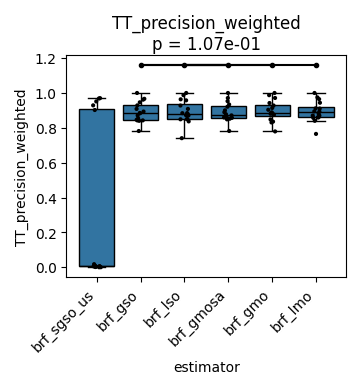 TT_precision_weighted
p = 1.07e-01
TT_precision_weighted
1.2
1.0
0.8
0.6
0.4
0.2
0.0
brf_sgso_us
brf_gso
brf_lso
brf_gmosa
brf_gmo
brf_lmo
estimator